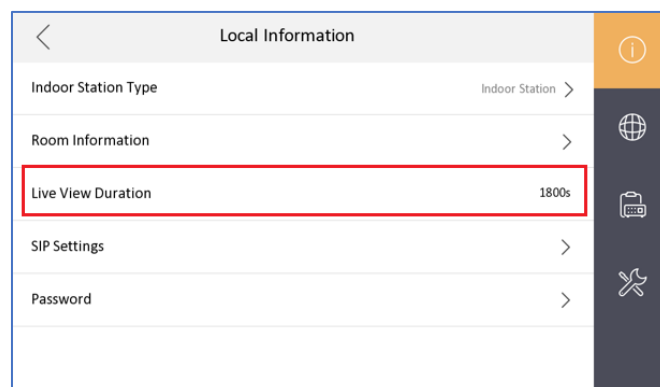 Local Information
Indoor Station Type Indoor Station
Room Information
Live View Duration 1800s
SIP Settings
Password